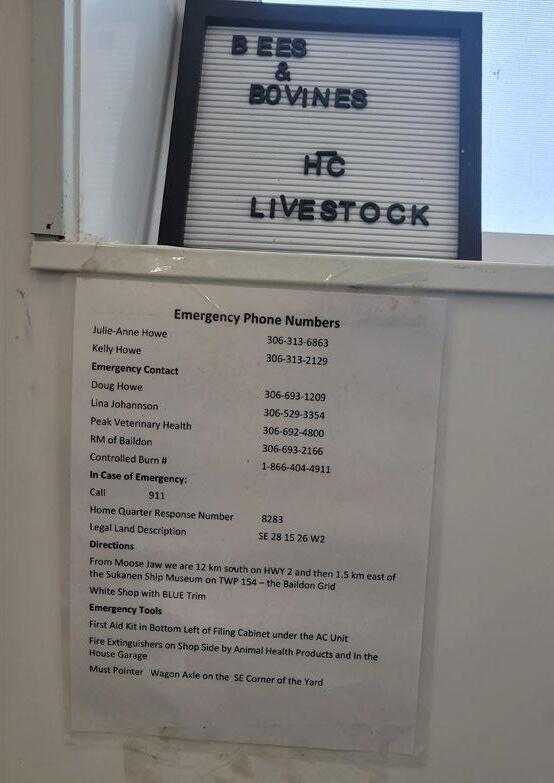 BEES
&
BOVINES
HTC
LIVESTOCK
Emergency Phone Numbers
Julie-Anne Howe 306-313-6863
Kelly Howe 306-313-2129
Emergency Contact
Doug Howe 306-693-1209
Lina Johannson 306-529-3354
Peak Veterinary Health 306-692-4800
RM of Baildon 306-693-2166
Controlled Burn # 1-866-404-4911
In Case of Emergency:
Call 911
Home Quarter Response Number 8283
Legal Land Description SE 28 15 26 W2
Directions
From Moose Jaw we are 12 km south on HWY 2 and then 1.5 km east of
the Sukanen Ship Museum on TWP 154 – the Baildon Grid
White Shop with BLUE Trim
Emergency Tools
First Aid Kit in Bottom Left of Filing Cabinet under the AC Unit
Fire Extinguishers on Shop Side by Animal Health Products and In the
House Garage
Must Pointer Wagon Axle on the SE Corner of the Yard